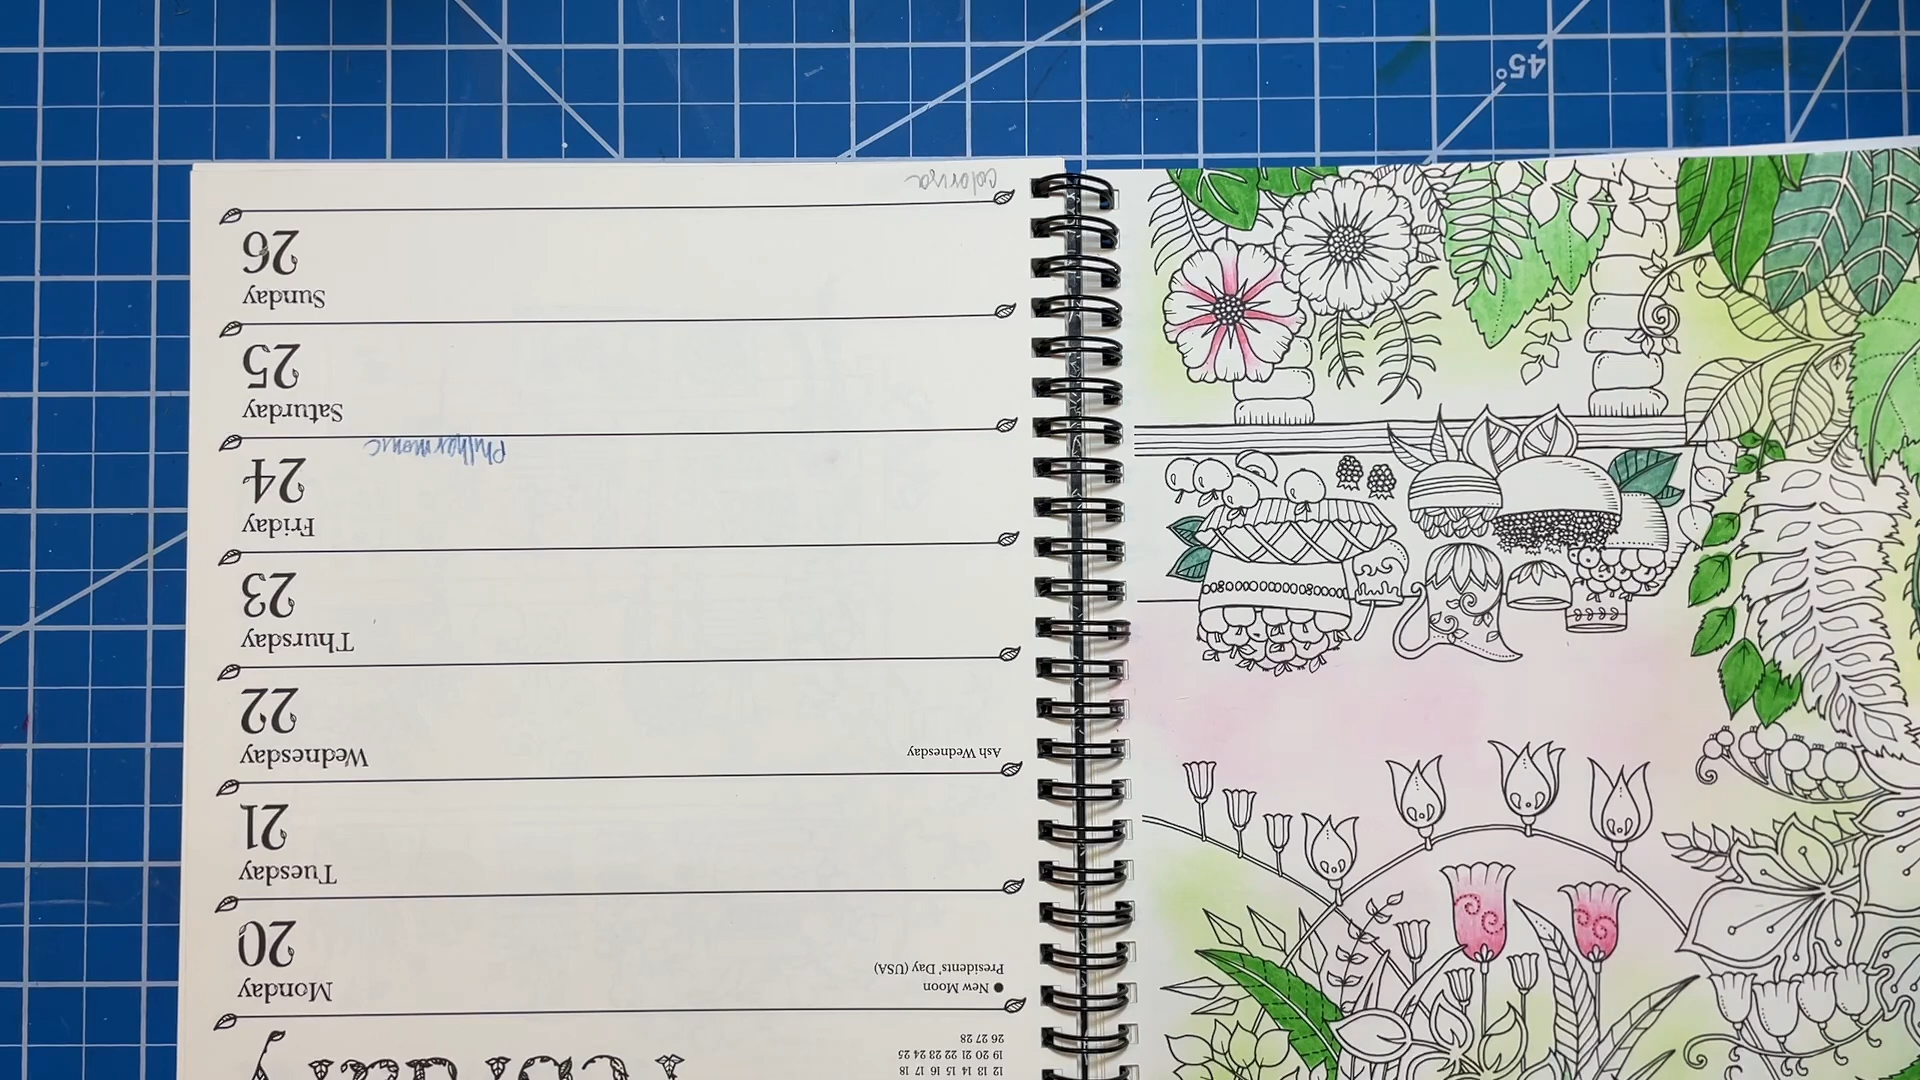 February
12 13 14 15 16 17 18
19 20 21 22 23 24 25
26 27 28
● New Moon
Presidents' Day (USA)
Monday
20
Tuesday
21
Ash Wednesday
Wednesday
22
Thursday
23
Friday
24
Philharmonic
Saturday
25
Sunday
26
45°